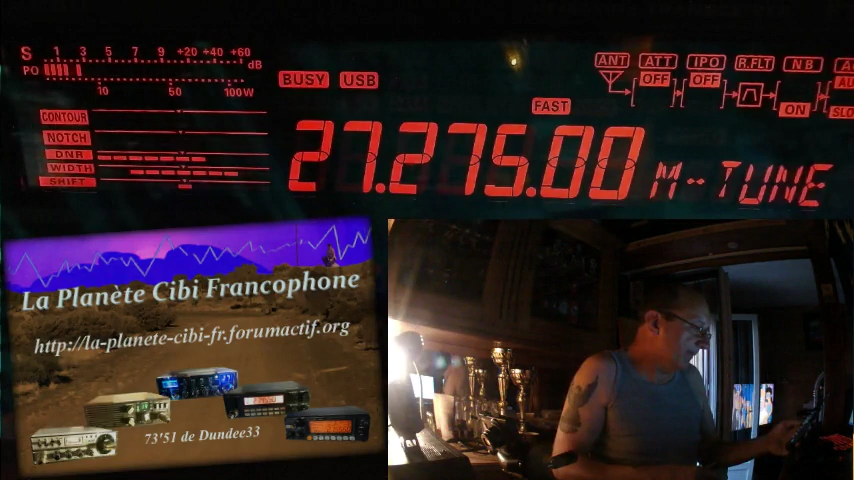 S 1 3 5 7 9 +20 +40 +60 dB
PO 10 50 100W
BUSY USB
ANT ATT IPO R.FLT NB
OFF OFF ON
FAST
CONTOUR
NOTCH
DNR
WIDTH
SHIFT
27.275.00 M-TUNE
La Planète Cibi Francophone
http://la-planete-cibi-fr.forumactif.org
73'51 de Dundee33